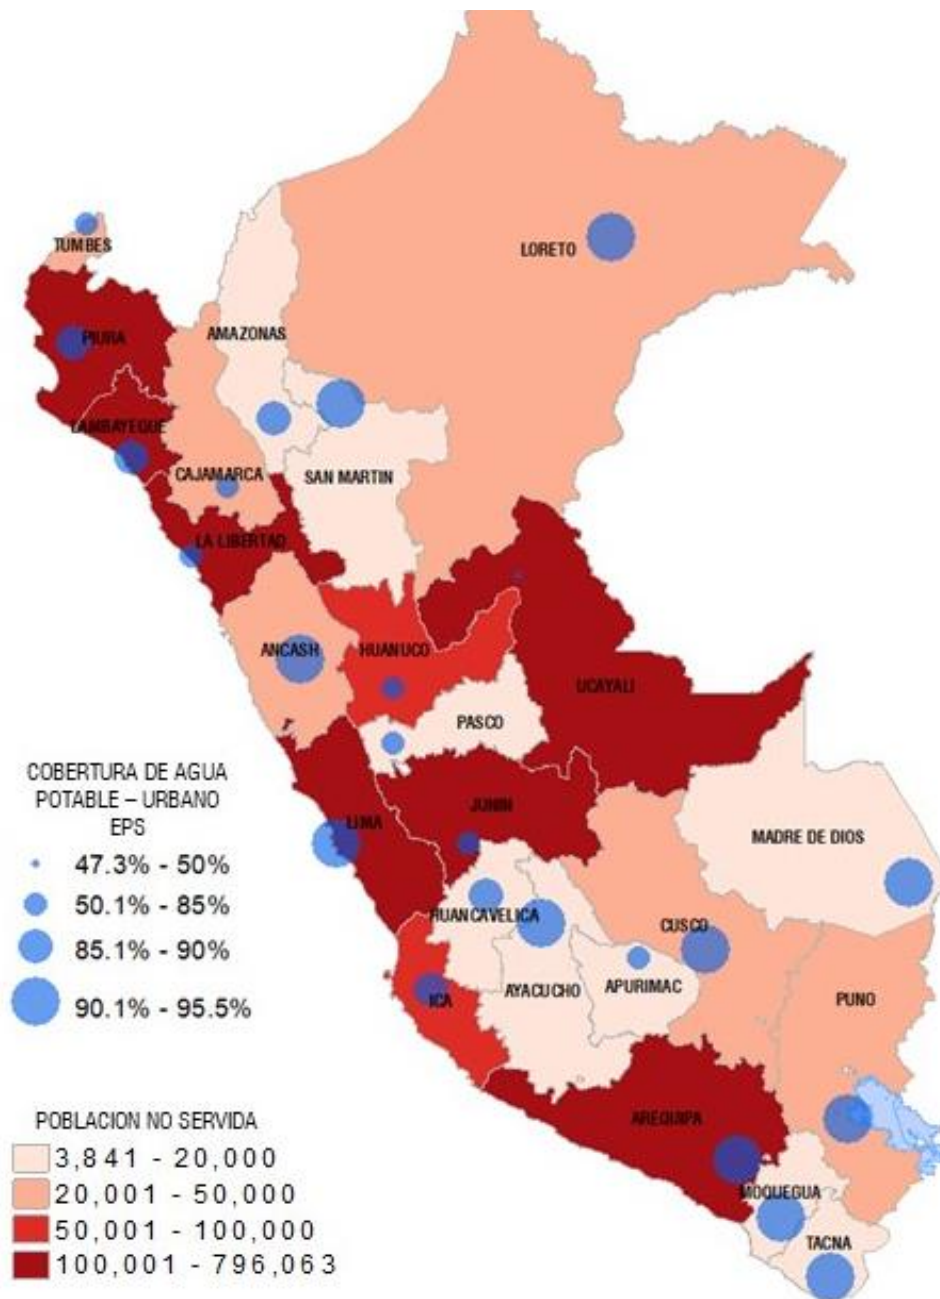 TUMBES
LORETO
PIURA
AMAZONAS
LAMBAYEQUE
CAJAMARCA
SAN MARTIN
LA LIBERTAD
ANCASH
HUANUCO
UCAYALI
PASCO
COBERTURA DE AGUA
POTABLE – URBANO
EPS
47.3% - 50%
50.1% - 85%
85.1% - 90%
90.1% - 95.5%
LIMA
JUNIN
MADRE DE DIOS
HUANCAVELICA
CUSCO
AYACUCHO
APURIMAC
ICA
PUNO
AREQUIPA
MOQUEGUA
TACNA
POBLACION NO SERVIDA
3,841 - 20,000
20,001 - 50,000
50,001 - 100,000
100,001 - 796,063